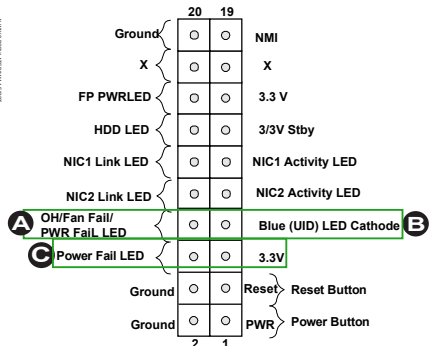 20 19
Ground NMI
X X
FP PWRLED 3.3 V
HDD LED 3/3V Stby
NIC1 Link LED NIC1 Activity LED
NIC2 Link LED NIC2 Activity LED
A OH/Fan Fail/ Blue (UID) LED Cathode B
PWR FaiL LED
C Power Fail LED 3.3V
Ground Reset Reset Button
Ground PWR Power Button
2 1